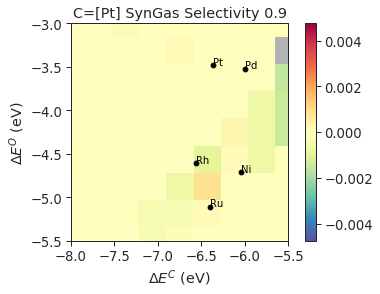 C=[Pt] SynGas Selectivity 0.9
−3.0
−3.5
−4.0
−4.5
−5.0
−5.5
ΔE^O (eV)
Pt
Pd
Rh
Ni
Ru
−8.0 −7.5 −7.0 −6.5 −6.0 −5.5
ΔE^C (eV)
0.004
0.002
0.000
−0.002
−0.004